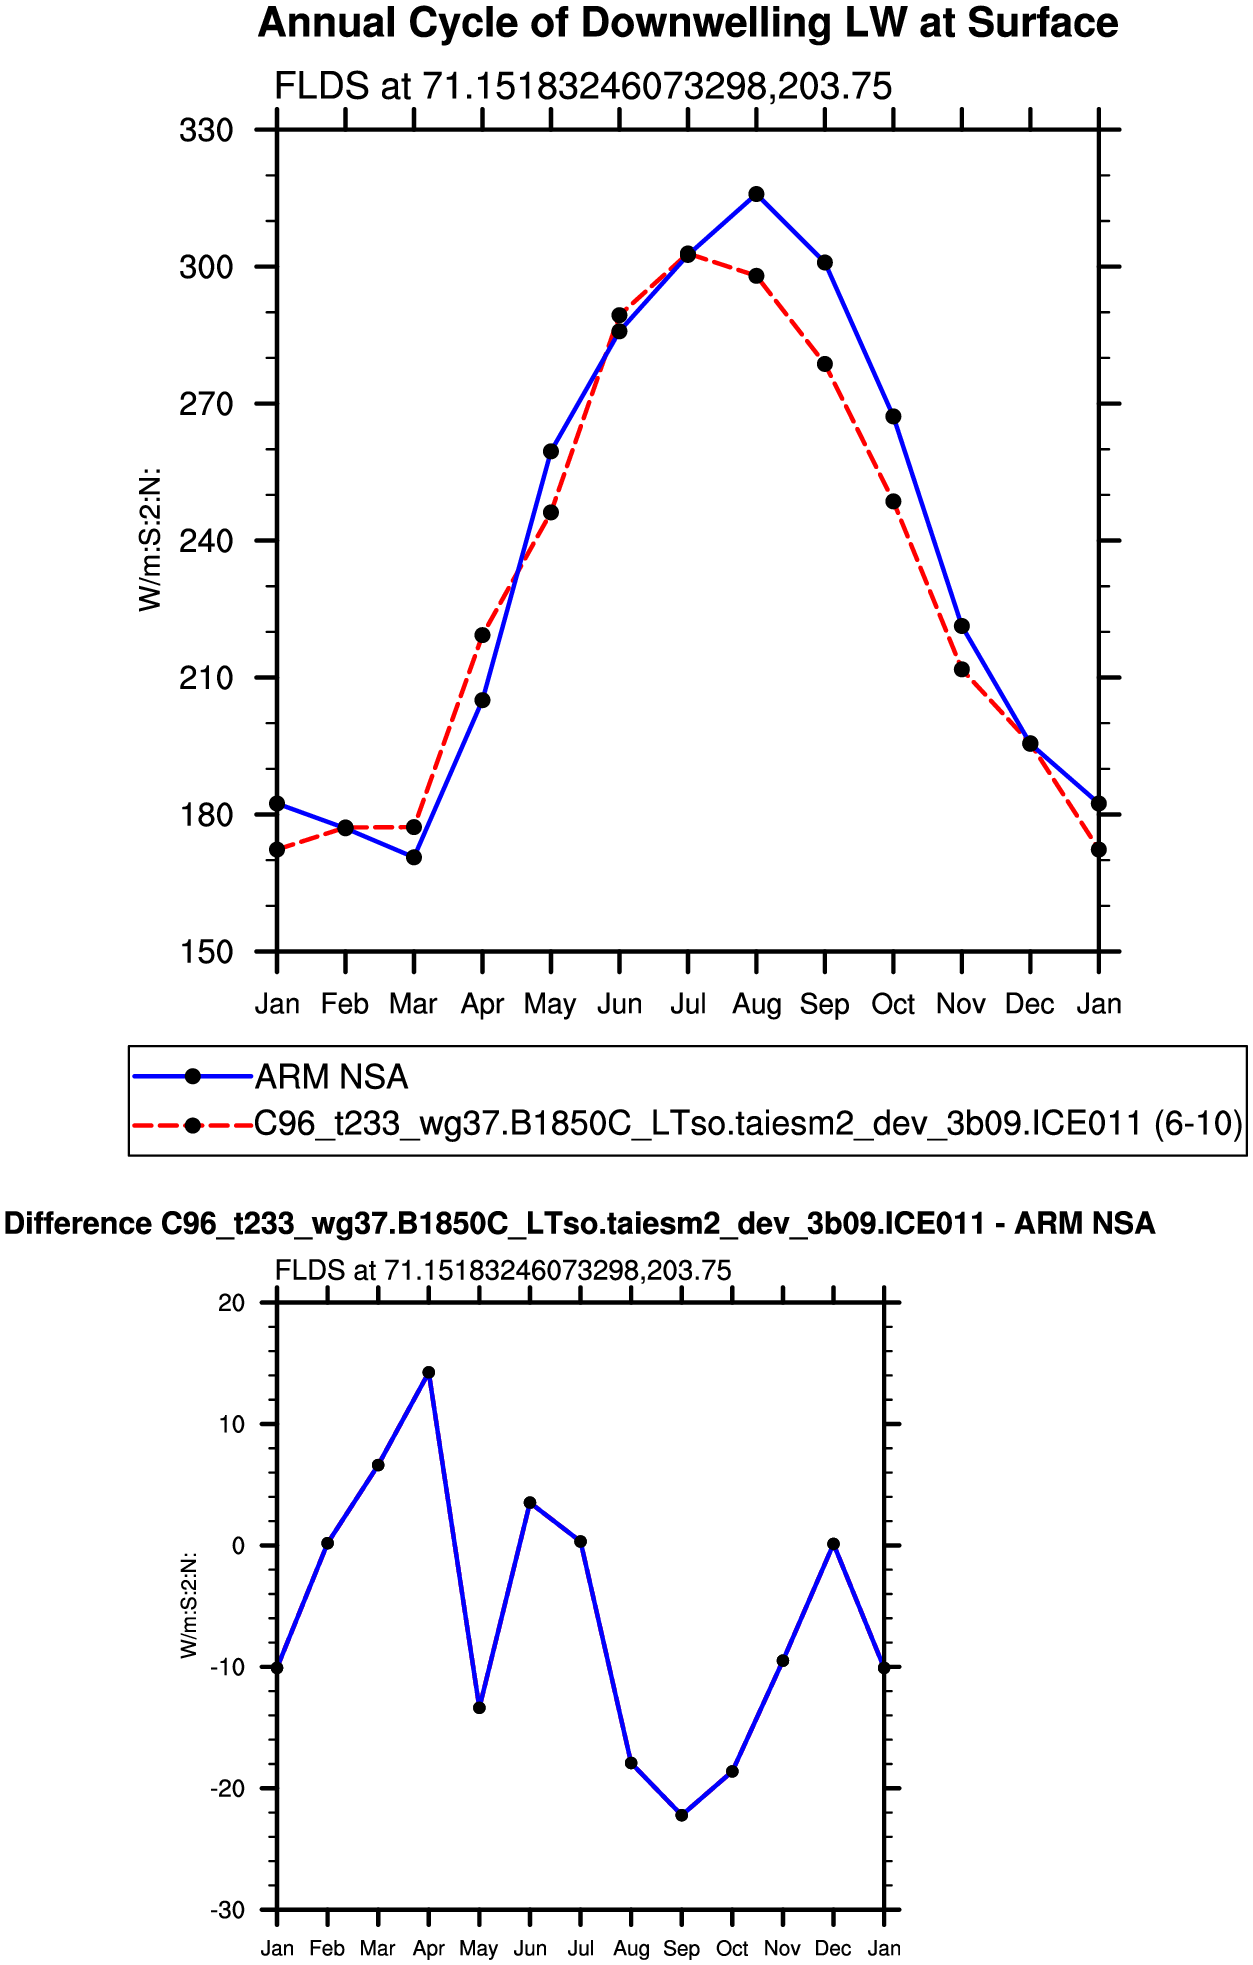 Annual Cycle of Downwelling LW at Surface
FLDS at 71.15183246073298,203.75
330
300
270
240
210
180
150
W/m:S:2:N:
Jan Feb Mar Apr May Jun Jul Aug Sep Oct Nov Dec Jan
ARM NSA
C96_t233_wg37.B1850C_LTso.taiesm2_dev_3b09.ICE011 (6-10)
Difference C96_t233_wg37.B1850C_LTso.taiesm2_dev_3b09.ICE011 - ARM NSA
FLDS at 71.15183246073298,203.75
20
10
0
-10
-20
-30
W/m:S:2:N:
Jan Feb Mar Apr May Jun Jul Aug Sep Oct Nov Dec Jan